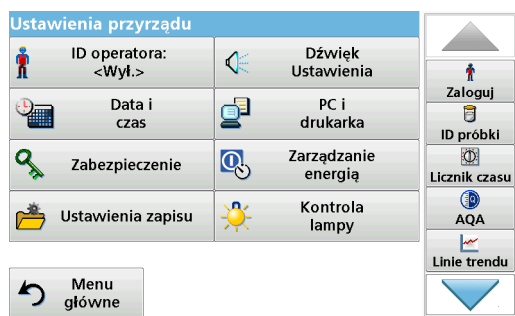 Ustawienia przyrządu
ID operatora:
<Wył.>
Dźwięk
Ustawienia
Data i
czas
PC i
drukarka
Zabezpieczenie
Zarządzanie
energią
Ustawienia zapisu
Kontrola
lampy
Menu
główne
Zaloguj
ID próbki
Licznik czasu
AQA
Linie trendu